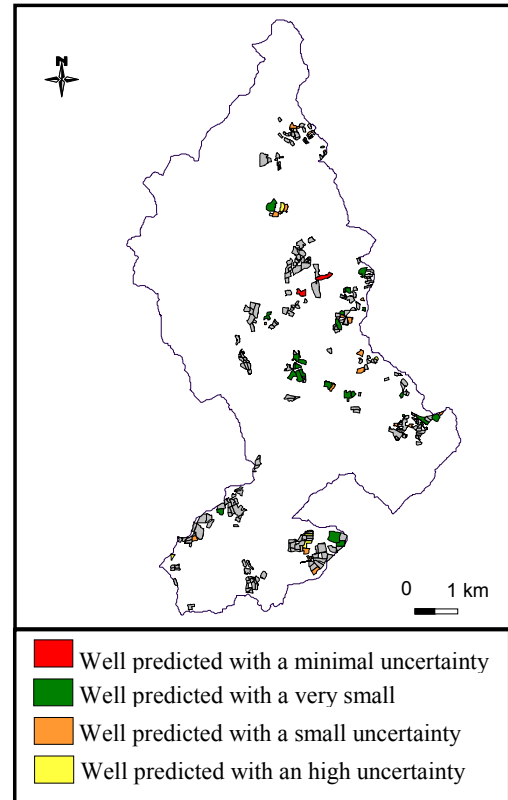 N
0 1 km
Well predicted with a minimal uncertainty
Well predicted with a very small
Well predicted with a small uncertainty
Well predicted with an high uncertainty